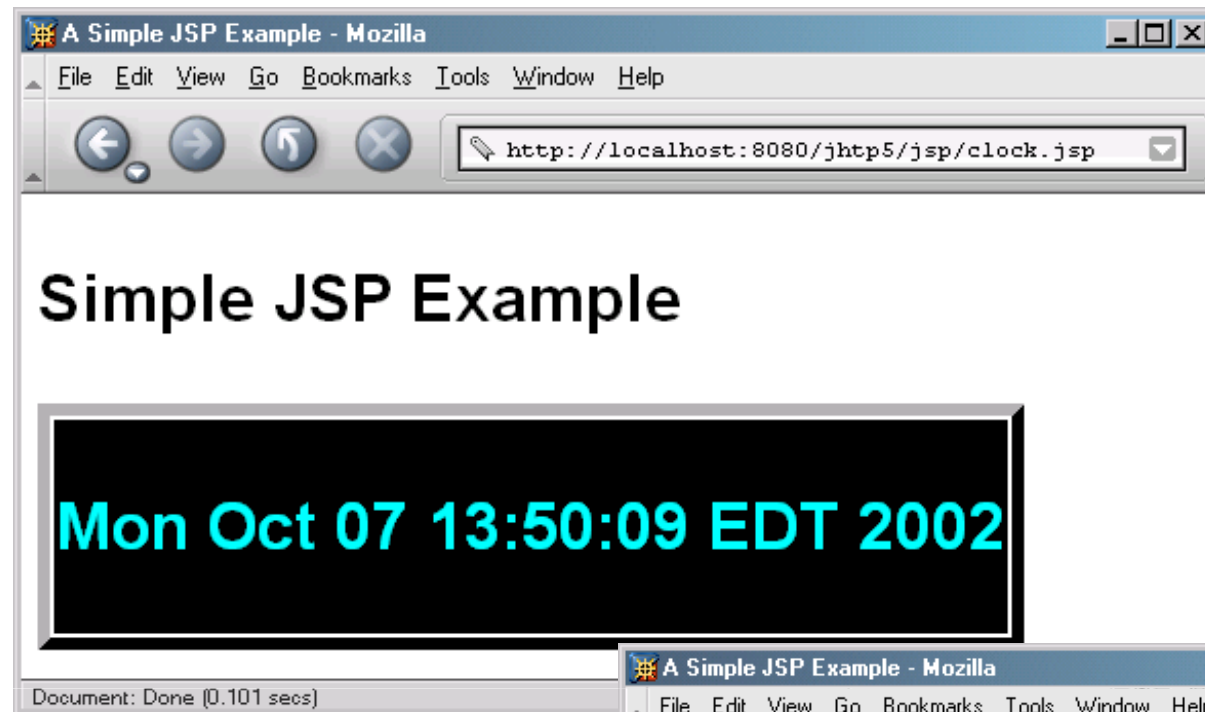 A Simple JSP Example - Mozilla
File Edit View Go Bookmarks Tools Window Help
http://localhost:8080/jhtp5/jsp/clock.jsp
Simple JSP Example
Mon Oct 07 13:50:09 EDT 2002
Document: Done (0.101 secs)
A Simple JSP Example - Mozilla
File Edit View Go Bookmarks Tools Window Help